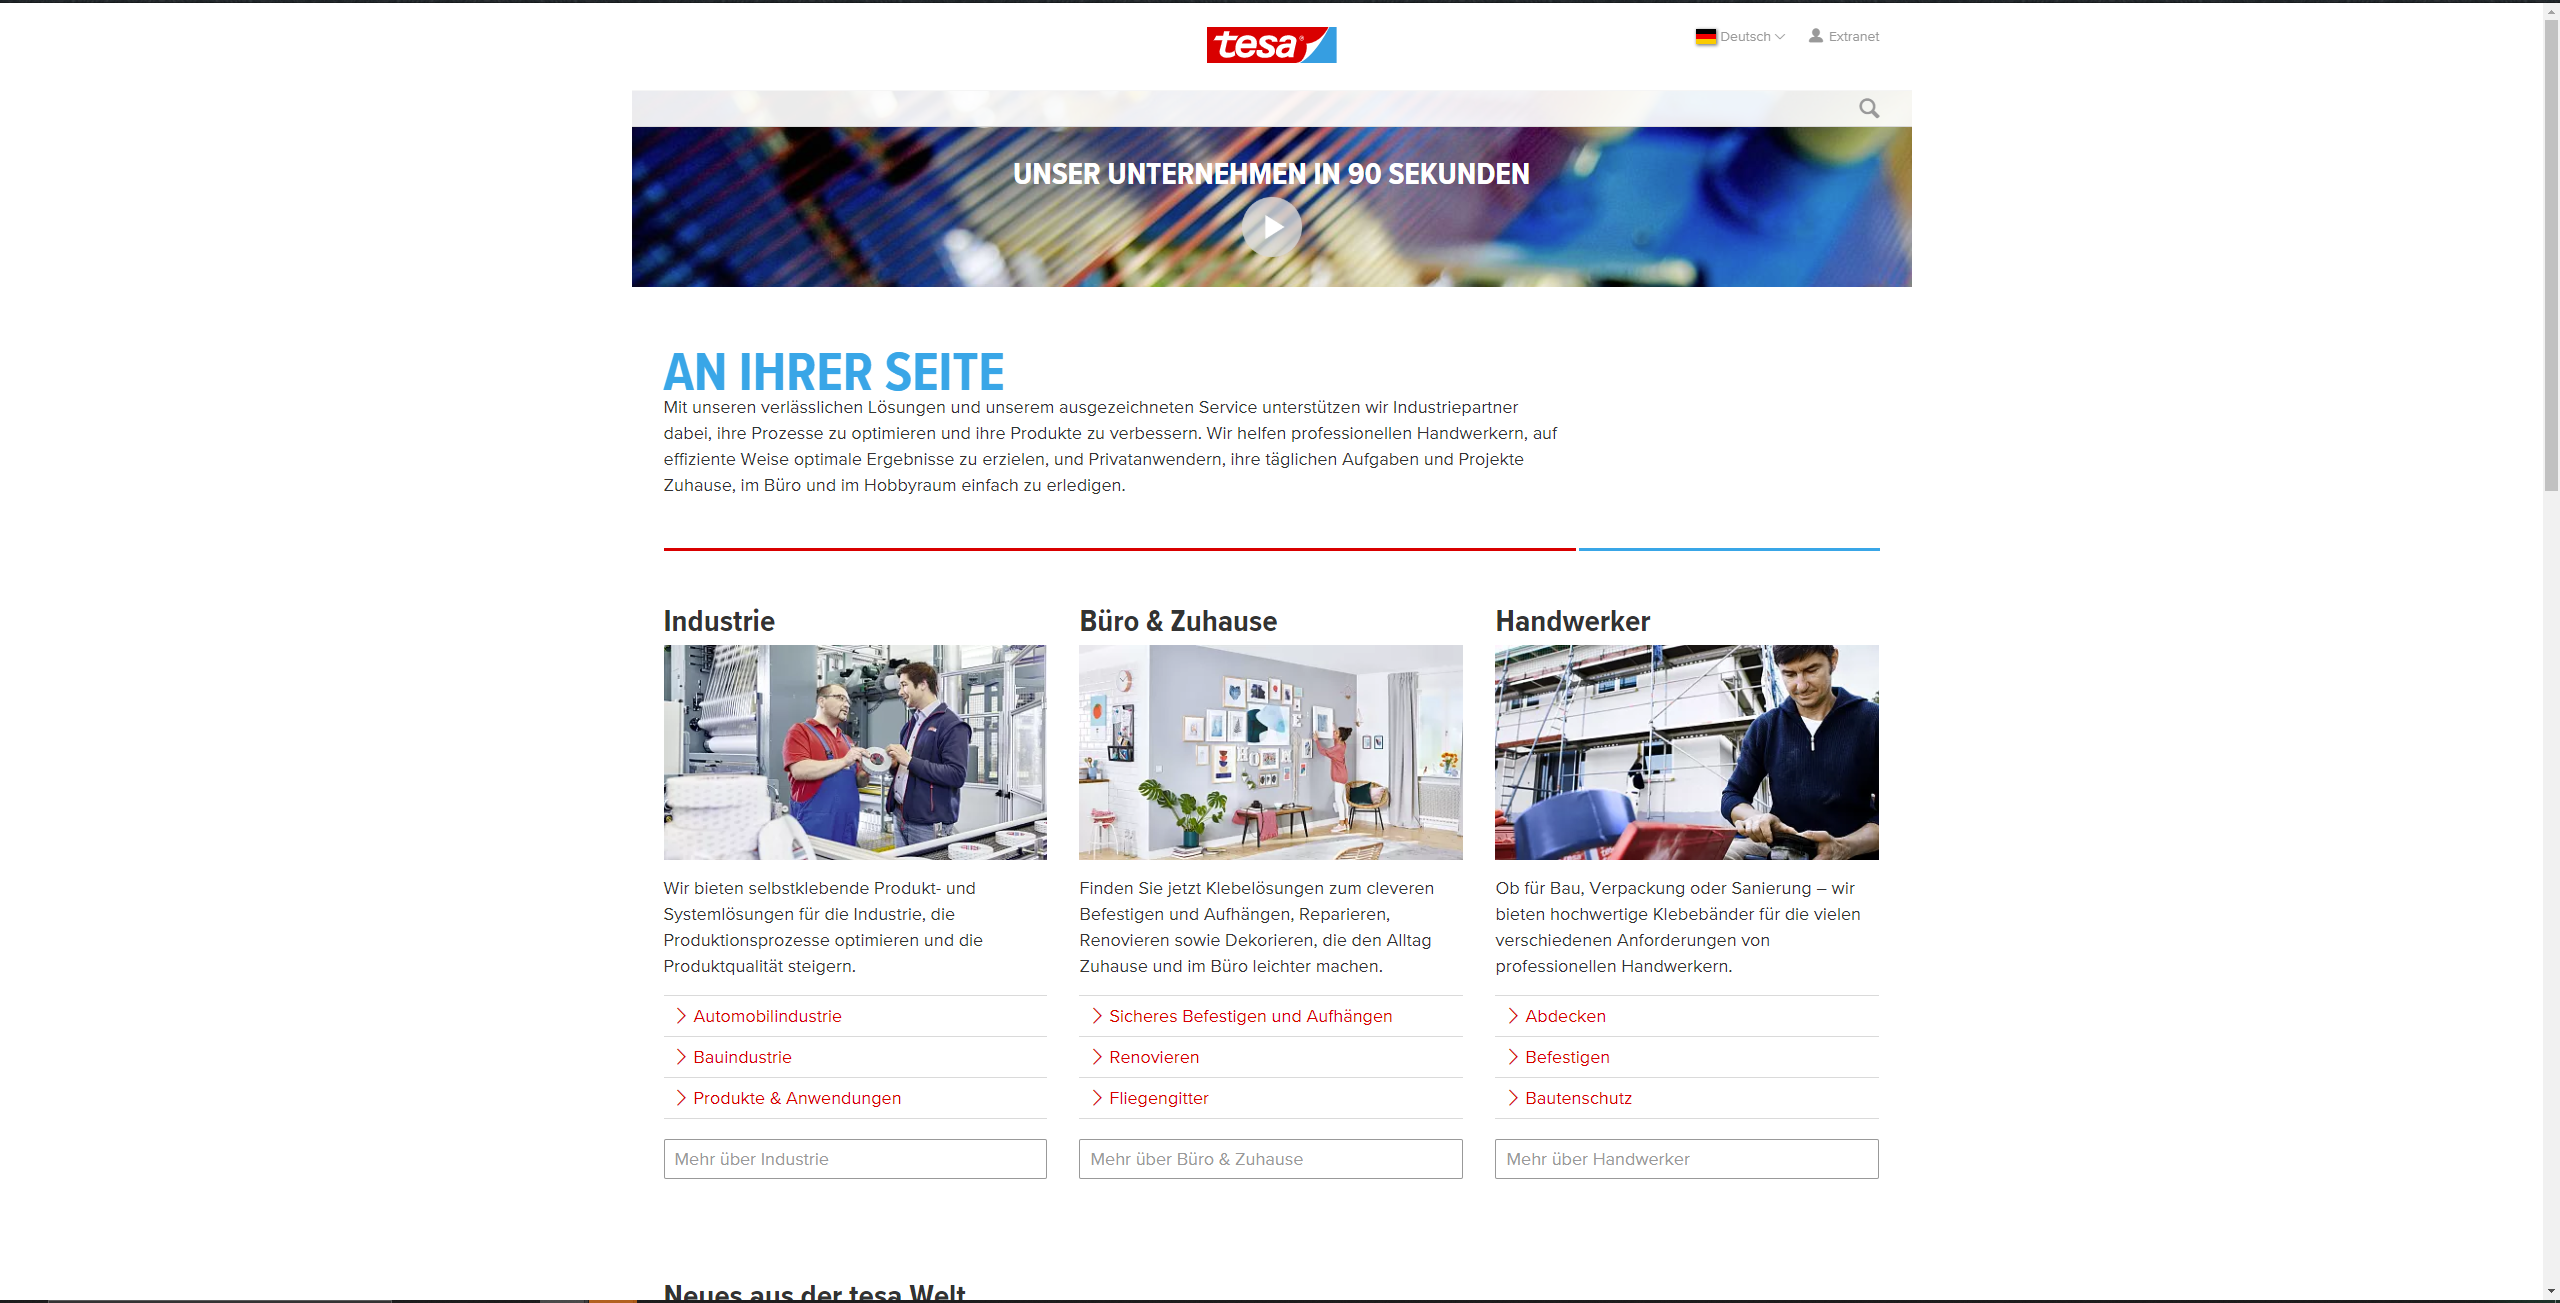 tesa
Deutsch
Extranet
UNSER UNTERNEHMEN IN 90 SEKUNDEN
AN IHRER SEITE
Mit unseren verlässlichen Lösungen und unserem ausgezeichneten Service unterstützen wir Industriepartner
dabei, ihre Prozesse zu optimieren und ihre Produkte zu verbessern. Wir helfen professionellen Handwerkern, auf
effiziente Weise optimale Ergebnisse zu erzielen, und Privatanwendern, ihre täglichen Aufgaben und Projekte
Zuhause, im Büro und im Hobbyraum einfach zu erledigen.
Industrie
Wir bieten selbstklebende Produkt- und
Systemlösungen für die Industrie, die
Produktionsprozesse optimieren und die
Produktqualität steigern.
Automobilindustrie
Bauindustrie
Produkte & Anwendungen
Mehr über Industrie
Büro & Zuhause
Finden Sie jetzt Klebelösungen zum cleveren
Befestigen und Aufhängen, Reparieren,
Renovieren sowie Dekorieren, die den Alltag
Zuhause und im Büro leichter machen.
Sicheres Befestigen und Aufhängen
Renovieren
Fliegengitter
Mehr über Büro & Zuhause
Handwerker
Ob für Bau, Verpackung oder Sanierung – wir
bieten hochwertige Klebebänder für die vielen
verschiedenen Anforderungen von
professionellen Handwerkern.
Abdecken
Befestigen
Bautenschutz
Mehr über Handwerker
Neues aus der tesa Welt